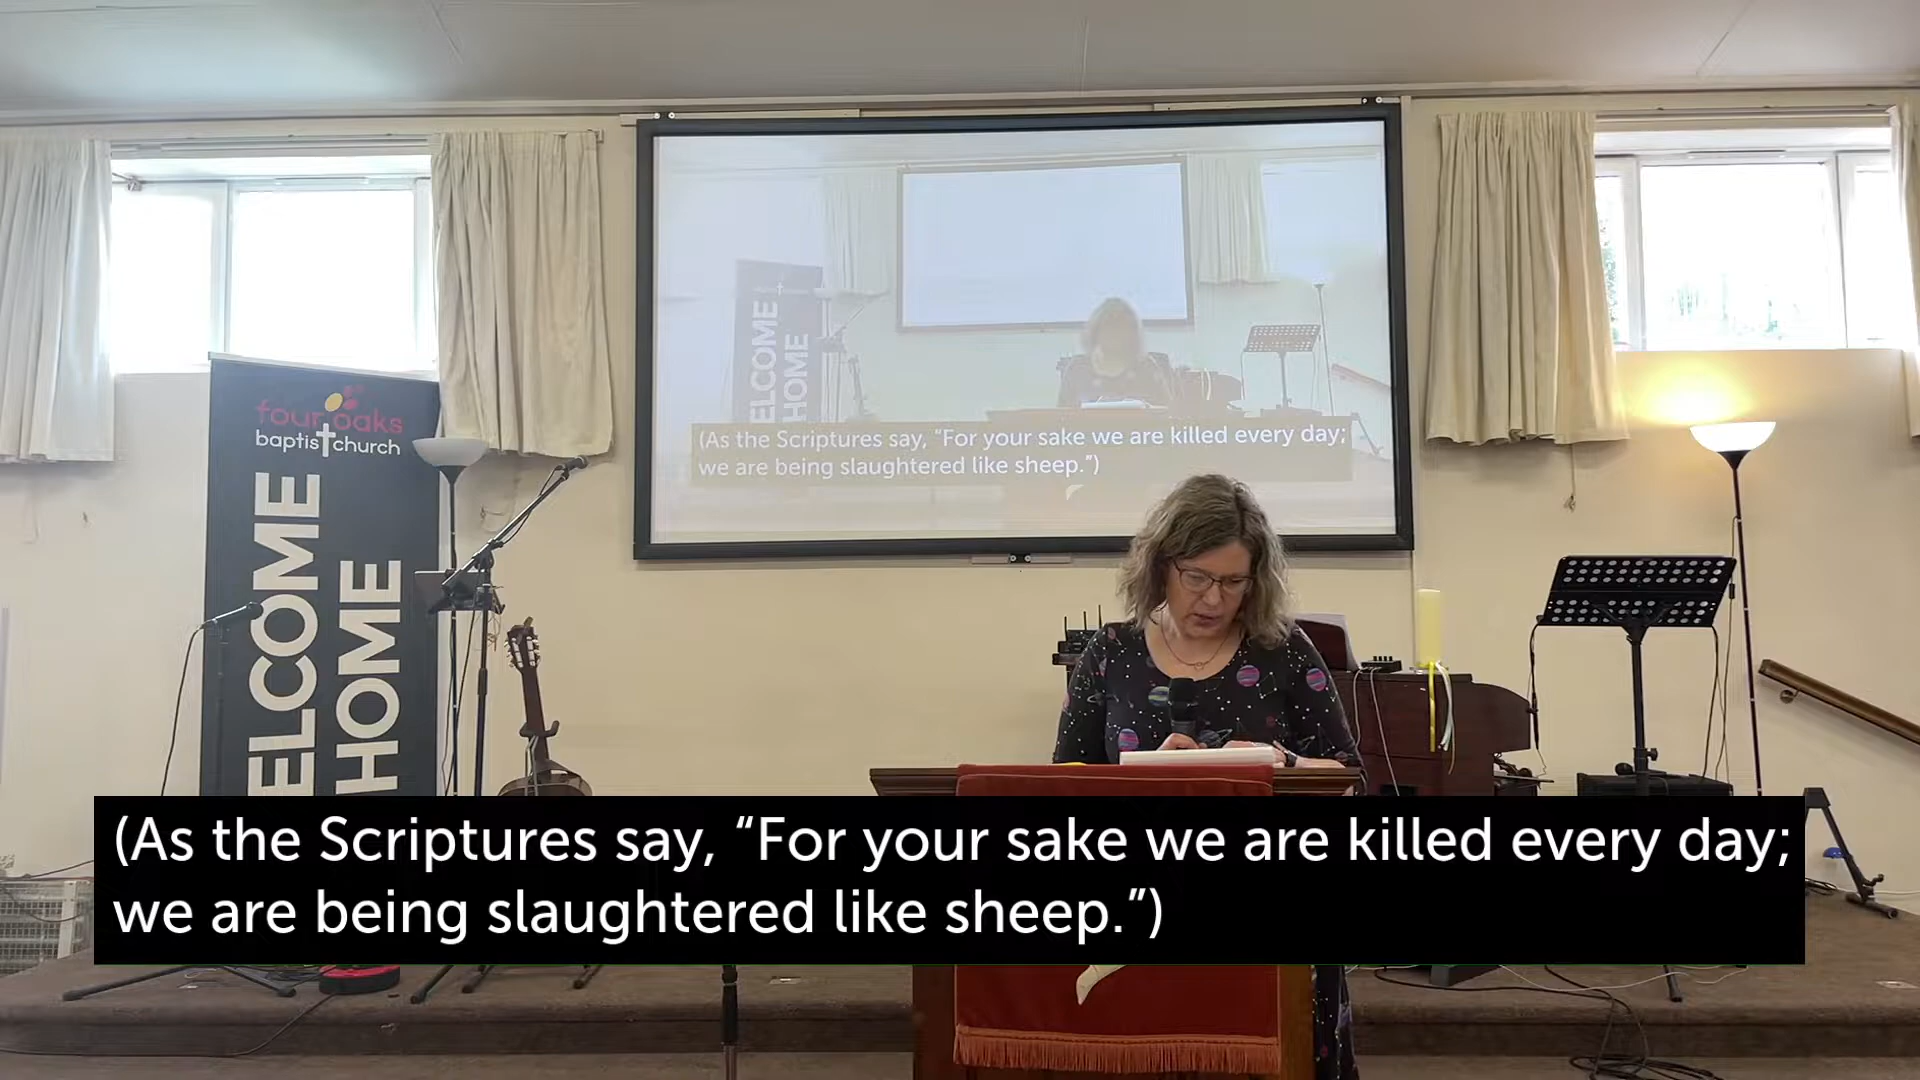 four oaks
baptist church
WELCOME
HOME
ELCOME
HOME
(As the Scriptures say, “For your sake we are killed every day;
we are being slaughtered like sheep.”)
(As the Scriptures say, “For your sake we are killed every day;
we are being slaughtered like sheep.”)